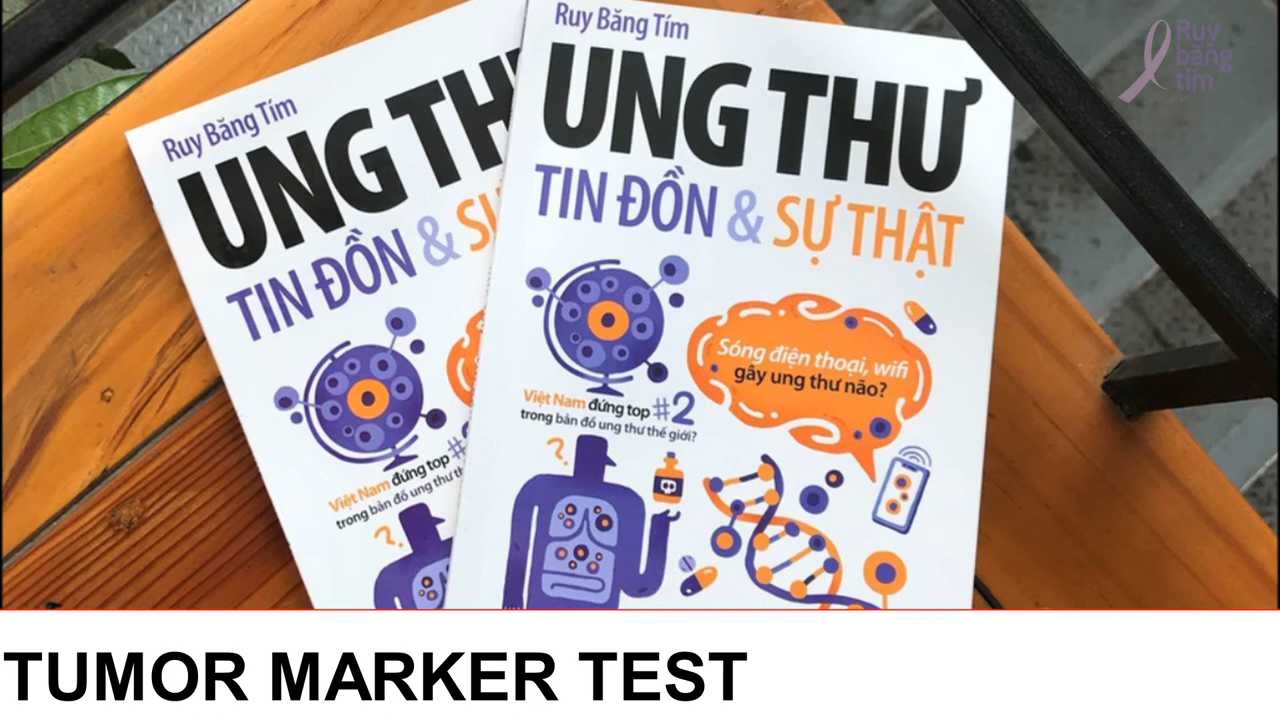 Ruy Băng Tím
UNG THƯ
TIN ĐỒN & SỰ THẬT
Sóng điện thoại, wifi
gây ung thư não?
Việt Nam đứng top #2
trong bản đồ ung thư thế giới?
Ruy Băng Tím
UNG TH
TIN ĐỒN & SỰ
Việt Nam đứng top #
trong bản đồ ung thư th
Ruy
băng
tím
TUMOR MARKER TEST